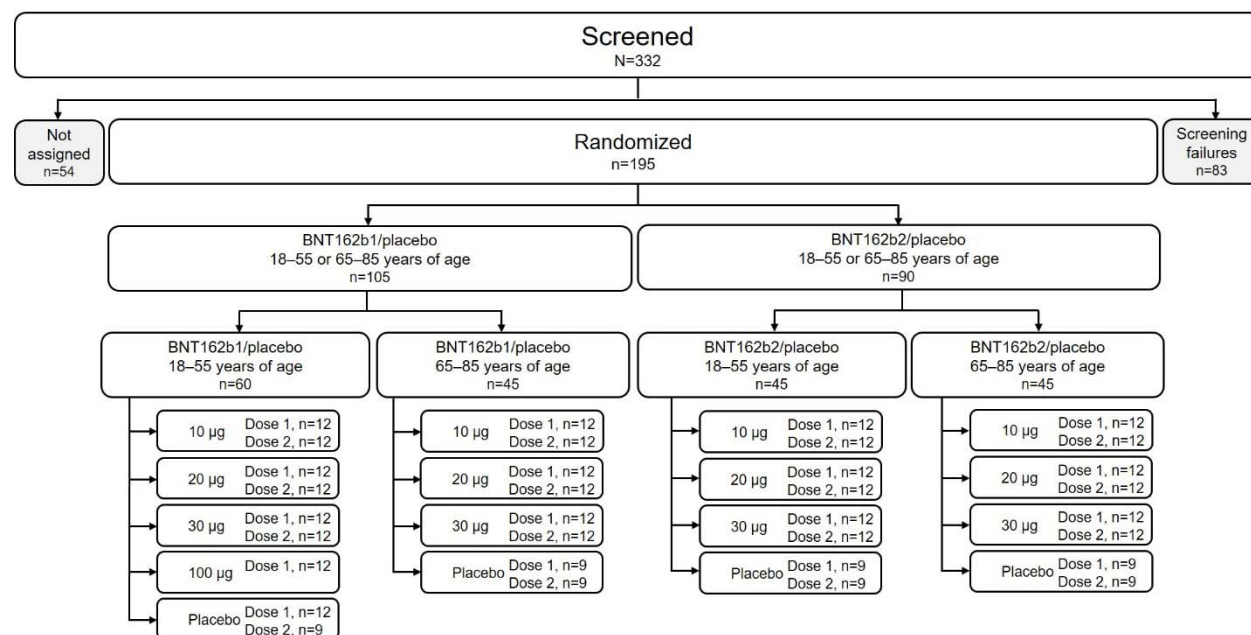 Screened
N=332
Not
assigned
n=54
Randomized
n=195
Screening
failures
n=83
BNT162b1/placebo
18–55 or 65–85 years of age
n=105
BNT162b2/placebo
18–55 or 65–85 years of age
n=90
BNT162b1/placebo
18–55 years of age
n=60
10 µg Dose 1, n=12
Dose 2, n=12
20 µg Dose 1, n=12
Dose 2, n=12
30 µg Dose 1, n=12
Dose 2, n=12
100 µg Dose 1, n=12
Placebo Dose 1, n=12
Dose 2, n=9
BNT162b1/placebo
65–85 years of age
n=45
10 µg Dose 1, n=12
Dose 2, n=12
20 µg Dose 1, n=12
Dose 2, n=12
30 µg Dose 1, n=12
Dose 2, n=12
Placebo Dose 1, n=9
Dose 2, n=9
BNT162b2/placebo
18–55 years of age
n=45
10 µg Dose 1, n=12
Dose 2, n=12
20 µg Dose 1, n=12
Dose 2, n=12
30 µg Dose 1, n=12
Dose 2, n=12
Placebo Dose 1, n=9
Dose 2, n=9
BNT162b2/placebo
65–85 years of age
n=45
10 µg Dose 1, n=12
Dose 2, n=12
20 µg Dose 1, n=12
Dose 2, n=12
30 µg Dose 1, n=12
Dose 2, n=12
Placebo Dose 1, n=9
Dose 2, n=9